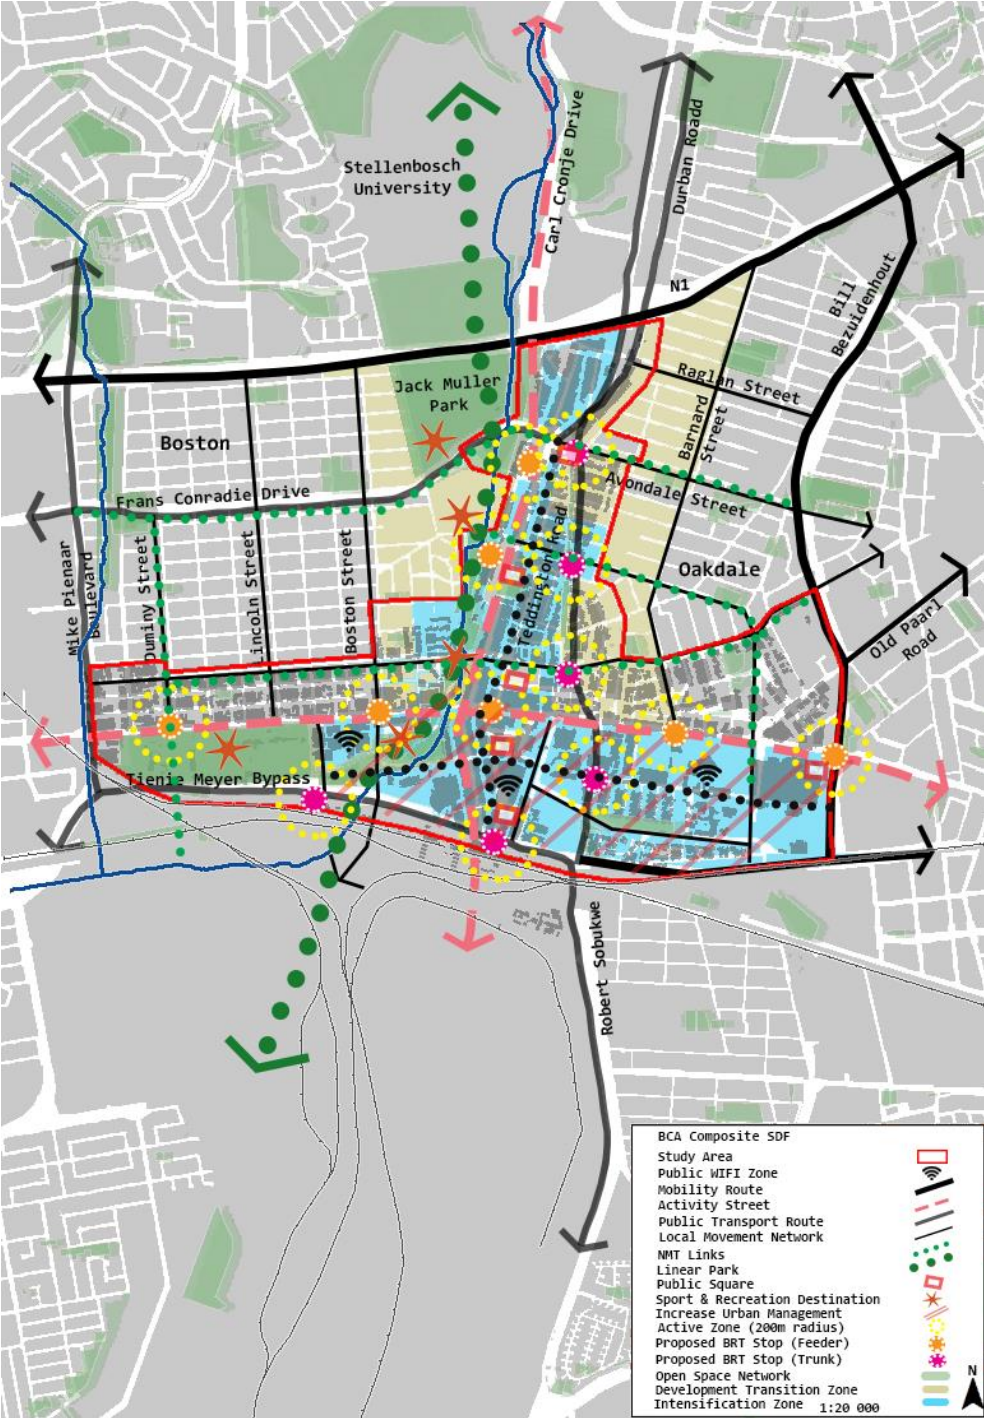 Carl Cronje Drive
Durban Roadd
Stellenbosch
University
N1
Bill
Bezuidenhout
Jack Muller
Park
Raglan Street
Barnard
Street
Boston
Frans Conradie Drive
Avondale Street
Teddington Road
Oakdale
Mike Pienaar
Boulevard
Duminy Street
Lincoln Street
Boston Street
Old Paarl
Road
Tienie Meyer Bypass
Robert Sobukwe
BCA Composite SDF
Study Area
Public WIFI Zone
Mobility Route
Activity Street
Public Transport Route
Local Movement Network
NMT Links
Linear Park
Public Square
Sport & Recreation Destination
Increase Urban Management
Active Zone (200m radius)
Proposed BRT Stop (Feeder)
Proposed BRT Stop (Trunk)
Open Space Network
Development Transition Zone
Intensification Zone 1:20 000
N